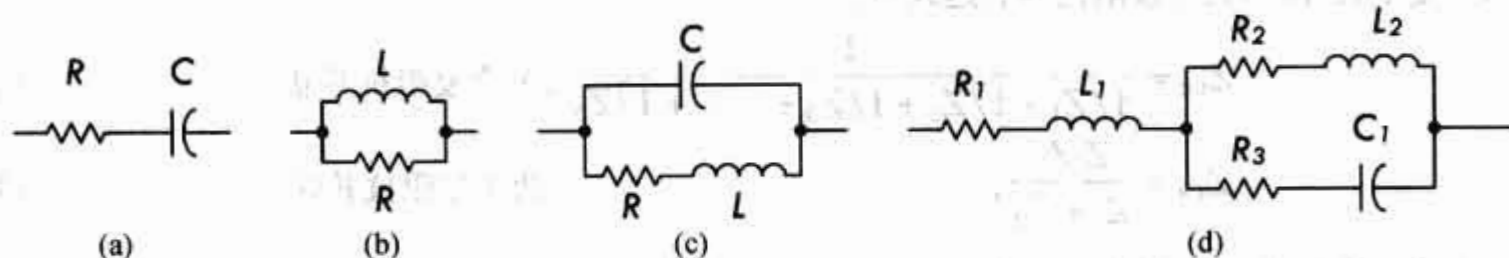 R C
(a)
L
R
(b)
C
R L
(c)
R₁ L₁
R₂ L₂
R₃ C₁
(d)